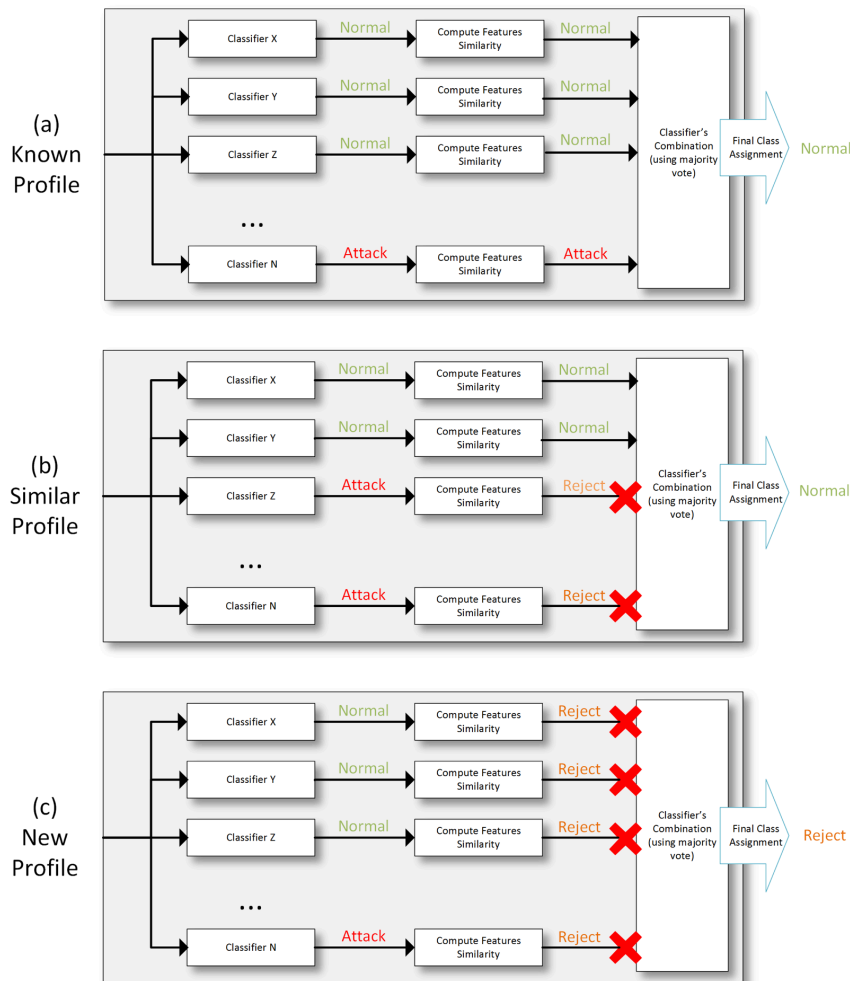 Classifier X
Normal
Compute Features
Similarity
Normal
Classifier Y
Normal
Compute Features
Similarity
Normal
(a)
Known
Profile
Classifier Z
Normal
Compute Features
Similarity
Normal
Classifier's
Combination
(using majority
vote)
Final Class
Assignment
Normal
...
Classifier N
Attack
Compute Features
Similarity
Attack
Classifier X
Normal
Compute Features
Similarity
Normal
Classifier Y
Normal
Compute Features
Similarity
Normal
(b)
Similar
Profile
Classifier Z
Attack
Compute Features
Similarity
Reject
Classifier's
Combination
(using majority
vote)
Final Class
Assignment
Normal
...
Classifier N
Attack
Compute Features
Similarity
Reject
Classifier X
Normal
Compute Features
Similarity
Reject
Classifier Y
Normal
Compute Features
Similarity
Reject
(c)
New
Profile
Classifier Z
Normal
Compute Features
Similarity
Reject
Classifier's
Combination
(using majority
vote)
Final Class
Assignment
Reject
...
Classifier N
Attack
Compute Features
Similarity
Reject